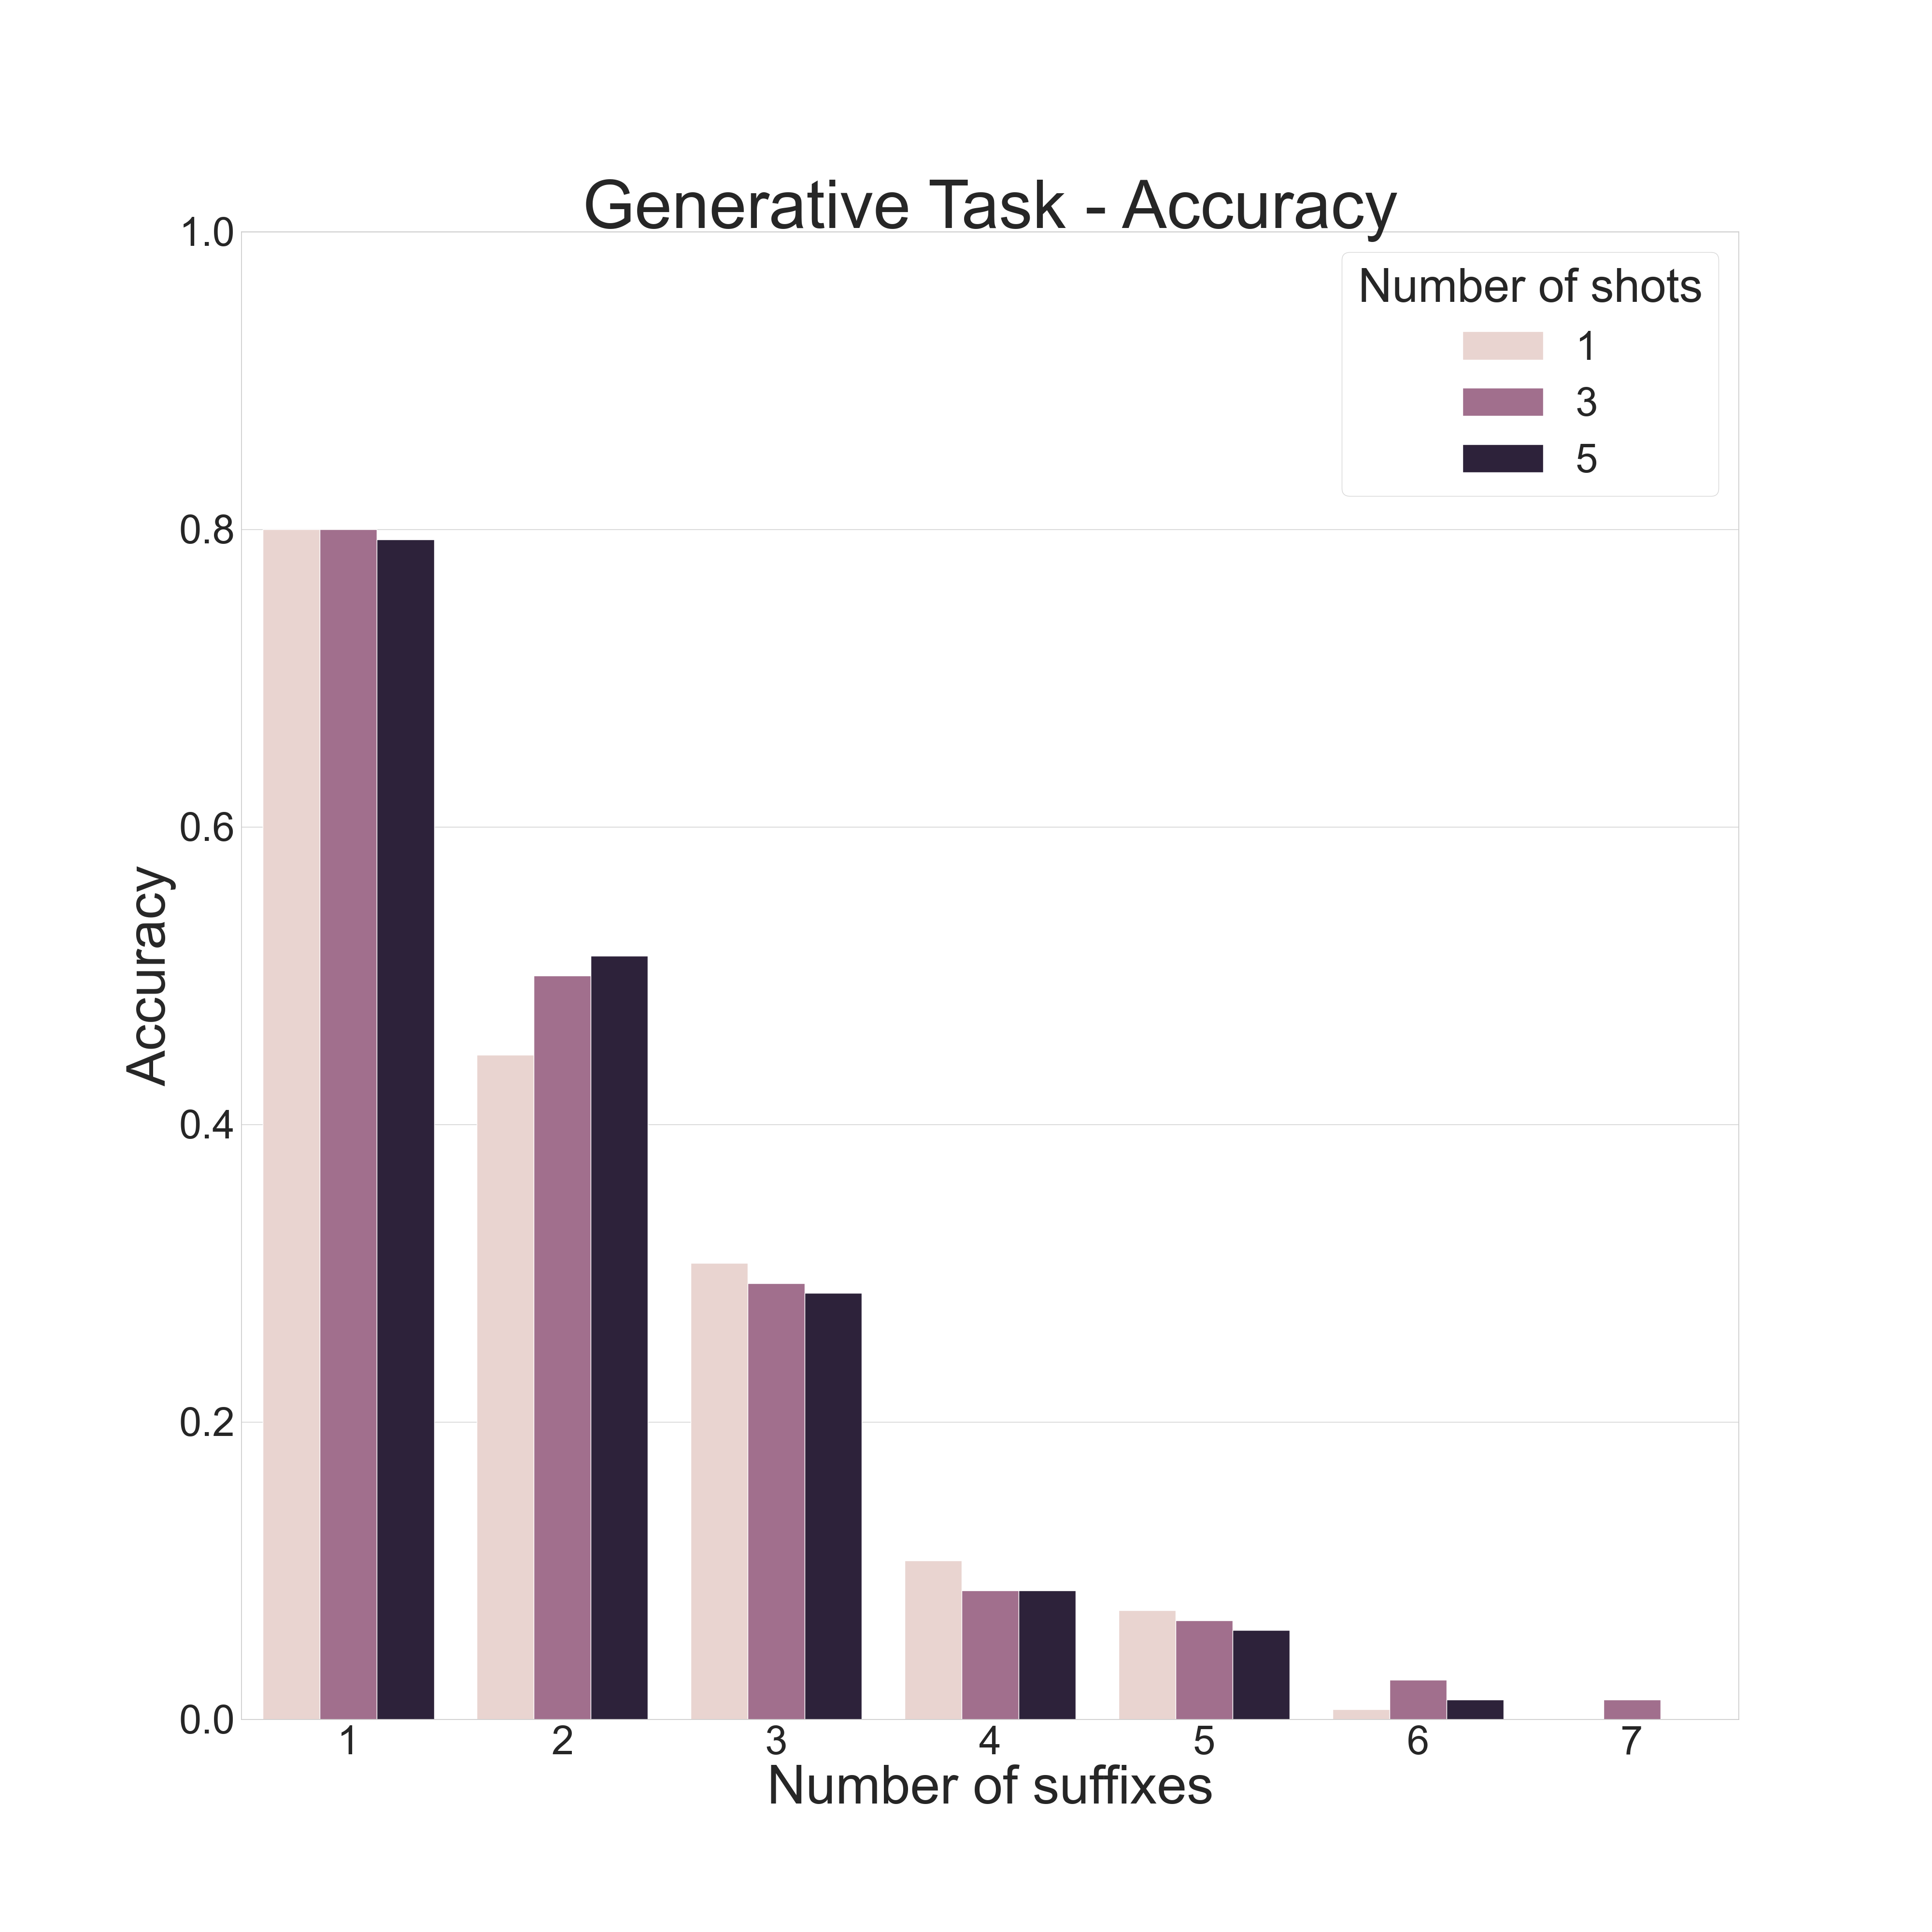 Generative Task - Accuracy
Number of shots
1
3
5
1.0
0.8
0.6
0.4
0.2
0.0
Accuracy
1 2 3 4 5 6 7
Number of suffixes